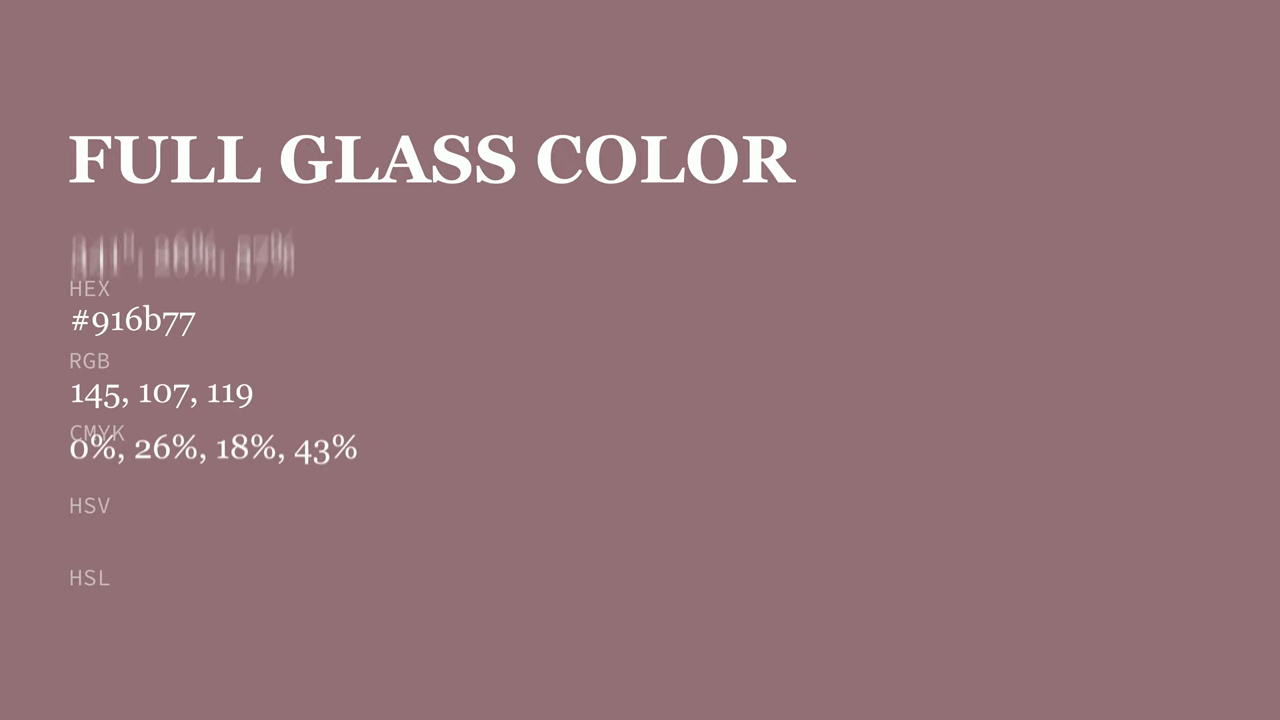 FULL GLASS COLOR
HEX
#916b77
RGB
145, 107, 119
CMYK
0%, 26%, 18%, 43%
HSV
HSL